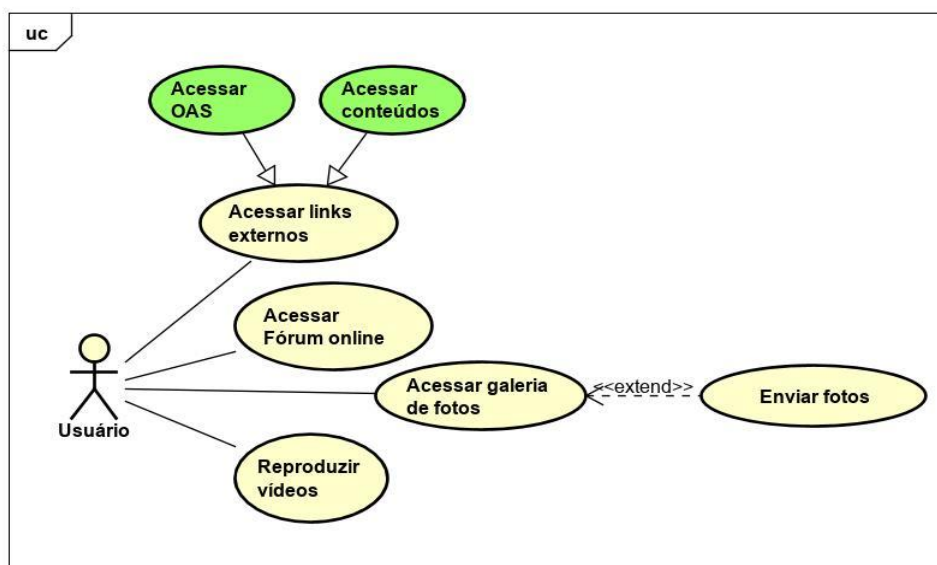 uc
Acessar
OAS
Acessar
conteúdos
Acessar links
externos
Acessar
Fórum online
Acessar galeria
de fotos
<<extend>>
Enviar fotos
Usuário
Reproduzir
vídeos